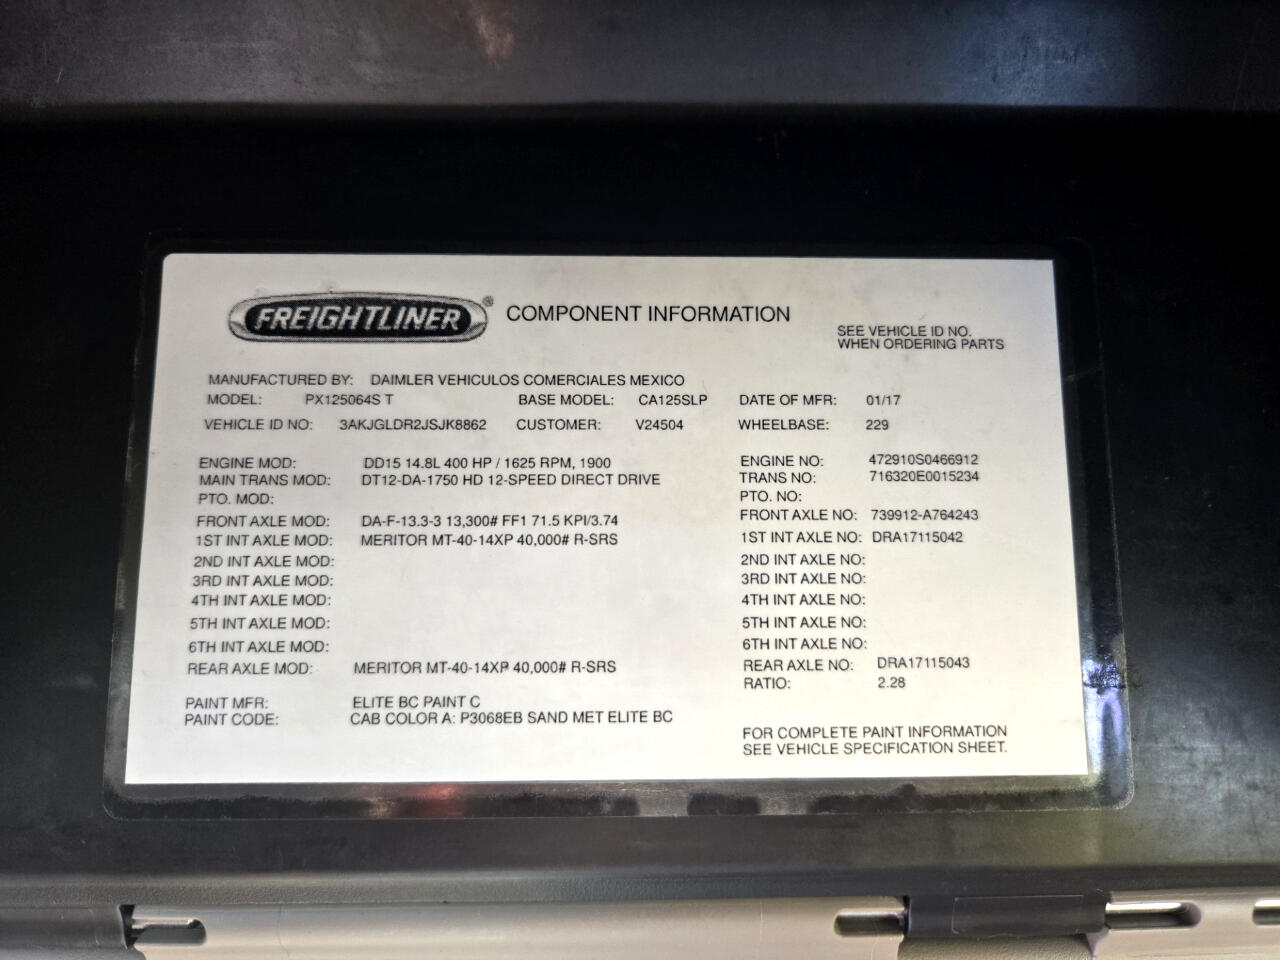 FREIGHTLINER® COMPONENT INFORMATION
SEE VEHICLE ID NO.
WHEN ORDERING PARTS
MANUFACTURED BY: DAIMLER VEHICULOS COMERCIALES MEXICO
MODEL: PX125064S T BASE MODEL: CA125SLP DATE OF MFR: 01/17
VEHICLE ID NO: 3AKJGLDR2JSJK8862 CUSTOMER: V24504 WHEELBASE: 229
ENGINE MOD: DD15 14.8L 400 HP / 1625 RPM, 1900 ENGINE NO: 472910S0466912
MAIN TRANS MOD: DT12-DA-1750 HD 12-SPEED DIRECT DRIVE TRANS NO: 716320E0015234
PTO. MOD: PTO. NO:
FRONT AXLE MOD: DA-F-13.3-3 13,300# FF1 71.5 KPI/3.74 FRONT AXLE NO: 739912-A764243
1ST INT AXLE MOD: MERITOR MT-40-14XP 40,000# R-SRS 1ST INT AXLE NO: DRA17115042
2ND INT AXLE MOD: 2ND INT AXLE NO:
3RD INT AXLE MOD: 3TH INT AXLE NO:
4TH INT AXLE MOD: 4TH INT AXLE NO:
5TH INT AXLE MOD: 5TH INT AXLE NO:
6TH INT AXLE MOD: 6TH INT AXLE NO:
REAR AXLE MOD: MERITOR MT-40-14XP 40,000# R-SRS REAR AXLE NO: DRA17115043
RATIO: 2.28
PAINT MFR: ELITE BC PAINT C
PAINT CODE: CAB COLOR A: P3068EB SAND MET ELITE BC
FOR COMPLETE PAINT INFORMATION
SEE VEHICLE SPECIFICATION SHEET.